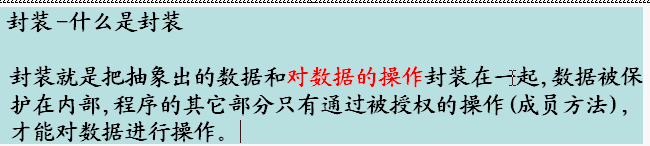 封装-什么是封装
封装就是把抽象出的数据和对数据的操作封装在一起,数据被保
护在内部,程序的其它部分只有通过被授权的操作(成员方法),
才能对数据进行操作。